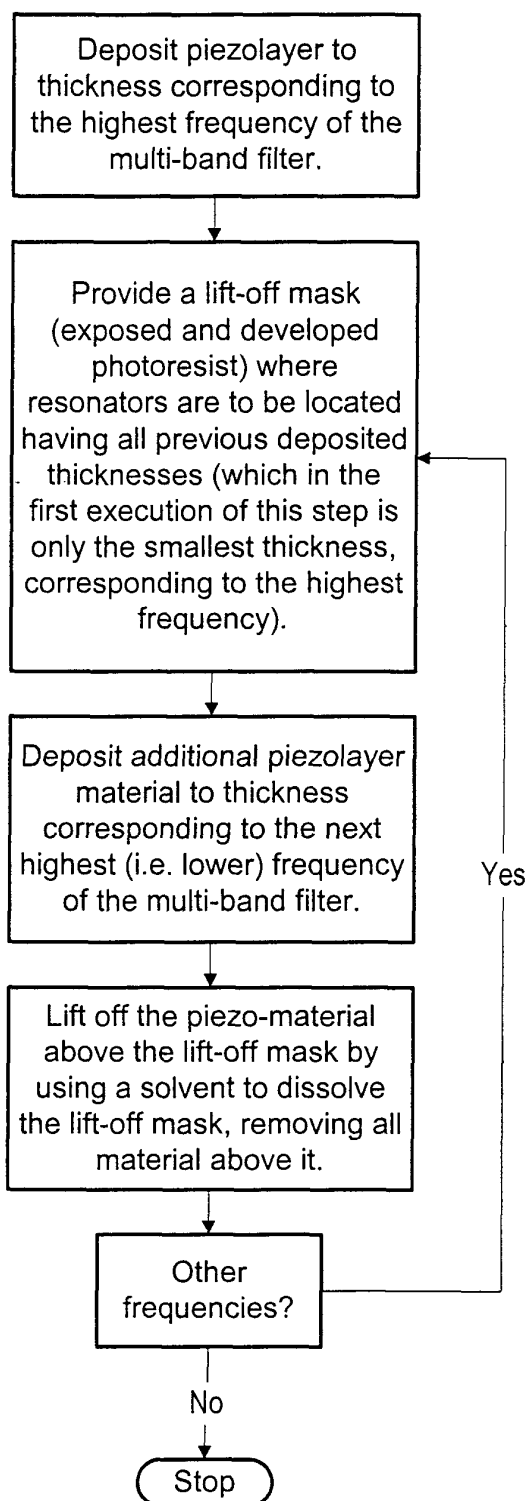 Deposit piezolayer to
thickness corresponding to
the highest frequency of the
multi-band filter.
Provide a lift-off mask
(exposed and developed
photoresist) where
resonators are to be located
having all previous deposited
thicknesses (which in the
first execution of this step is
only the smallest thickness,
corresponding to the highest
frequency).
Deposit additional piezolayer
material to thickness
corresponding to the next
highest (i.e. lower) frequency
of the multi-band filter.
Yes
Lift off the piezo-material
above the lift-off mask by
using a solvent to dissolve
the lift-off mask, removing all
material above it.
Other
frequencies?
No
Stop